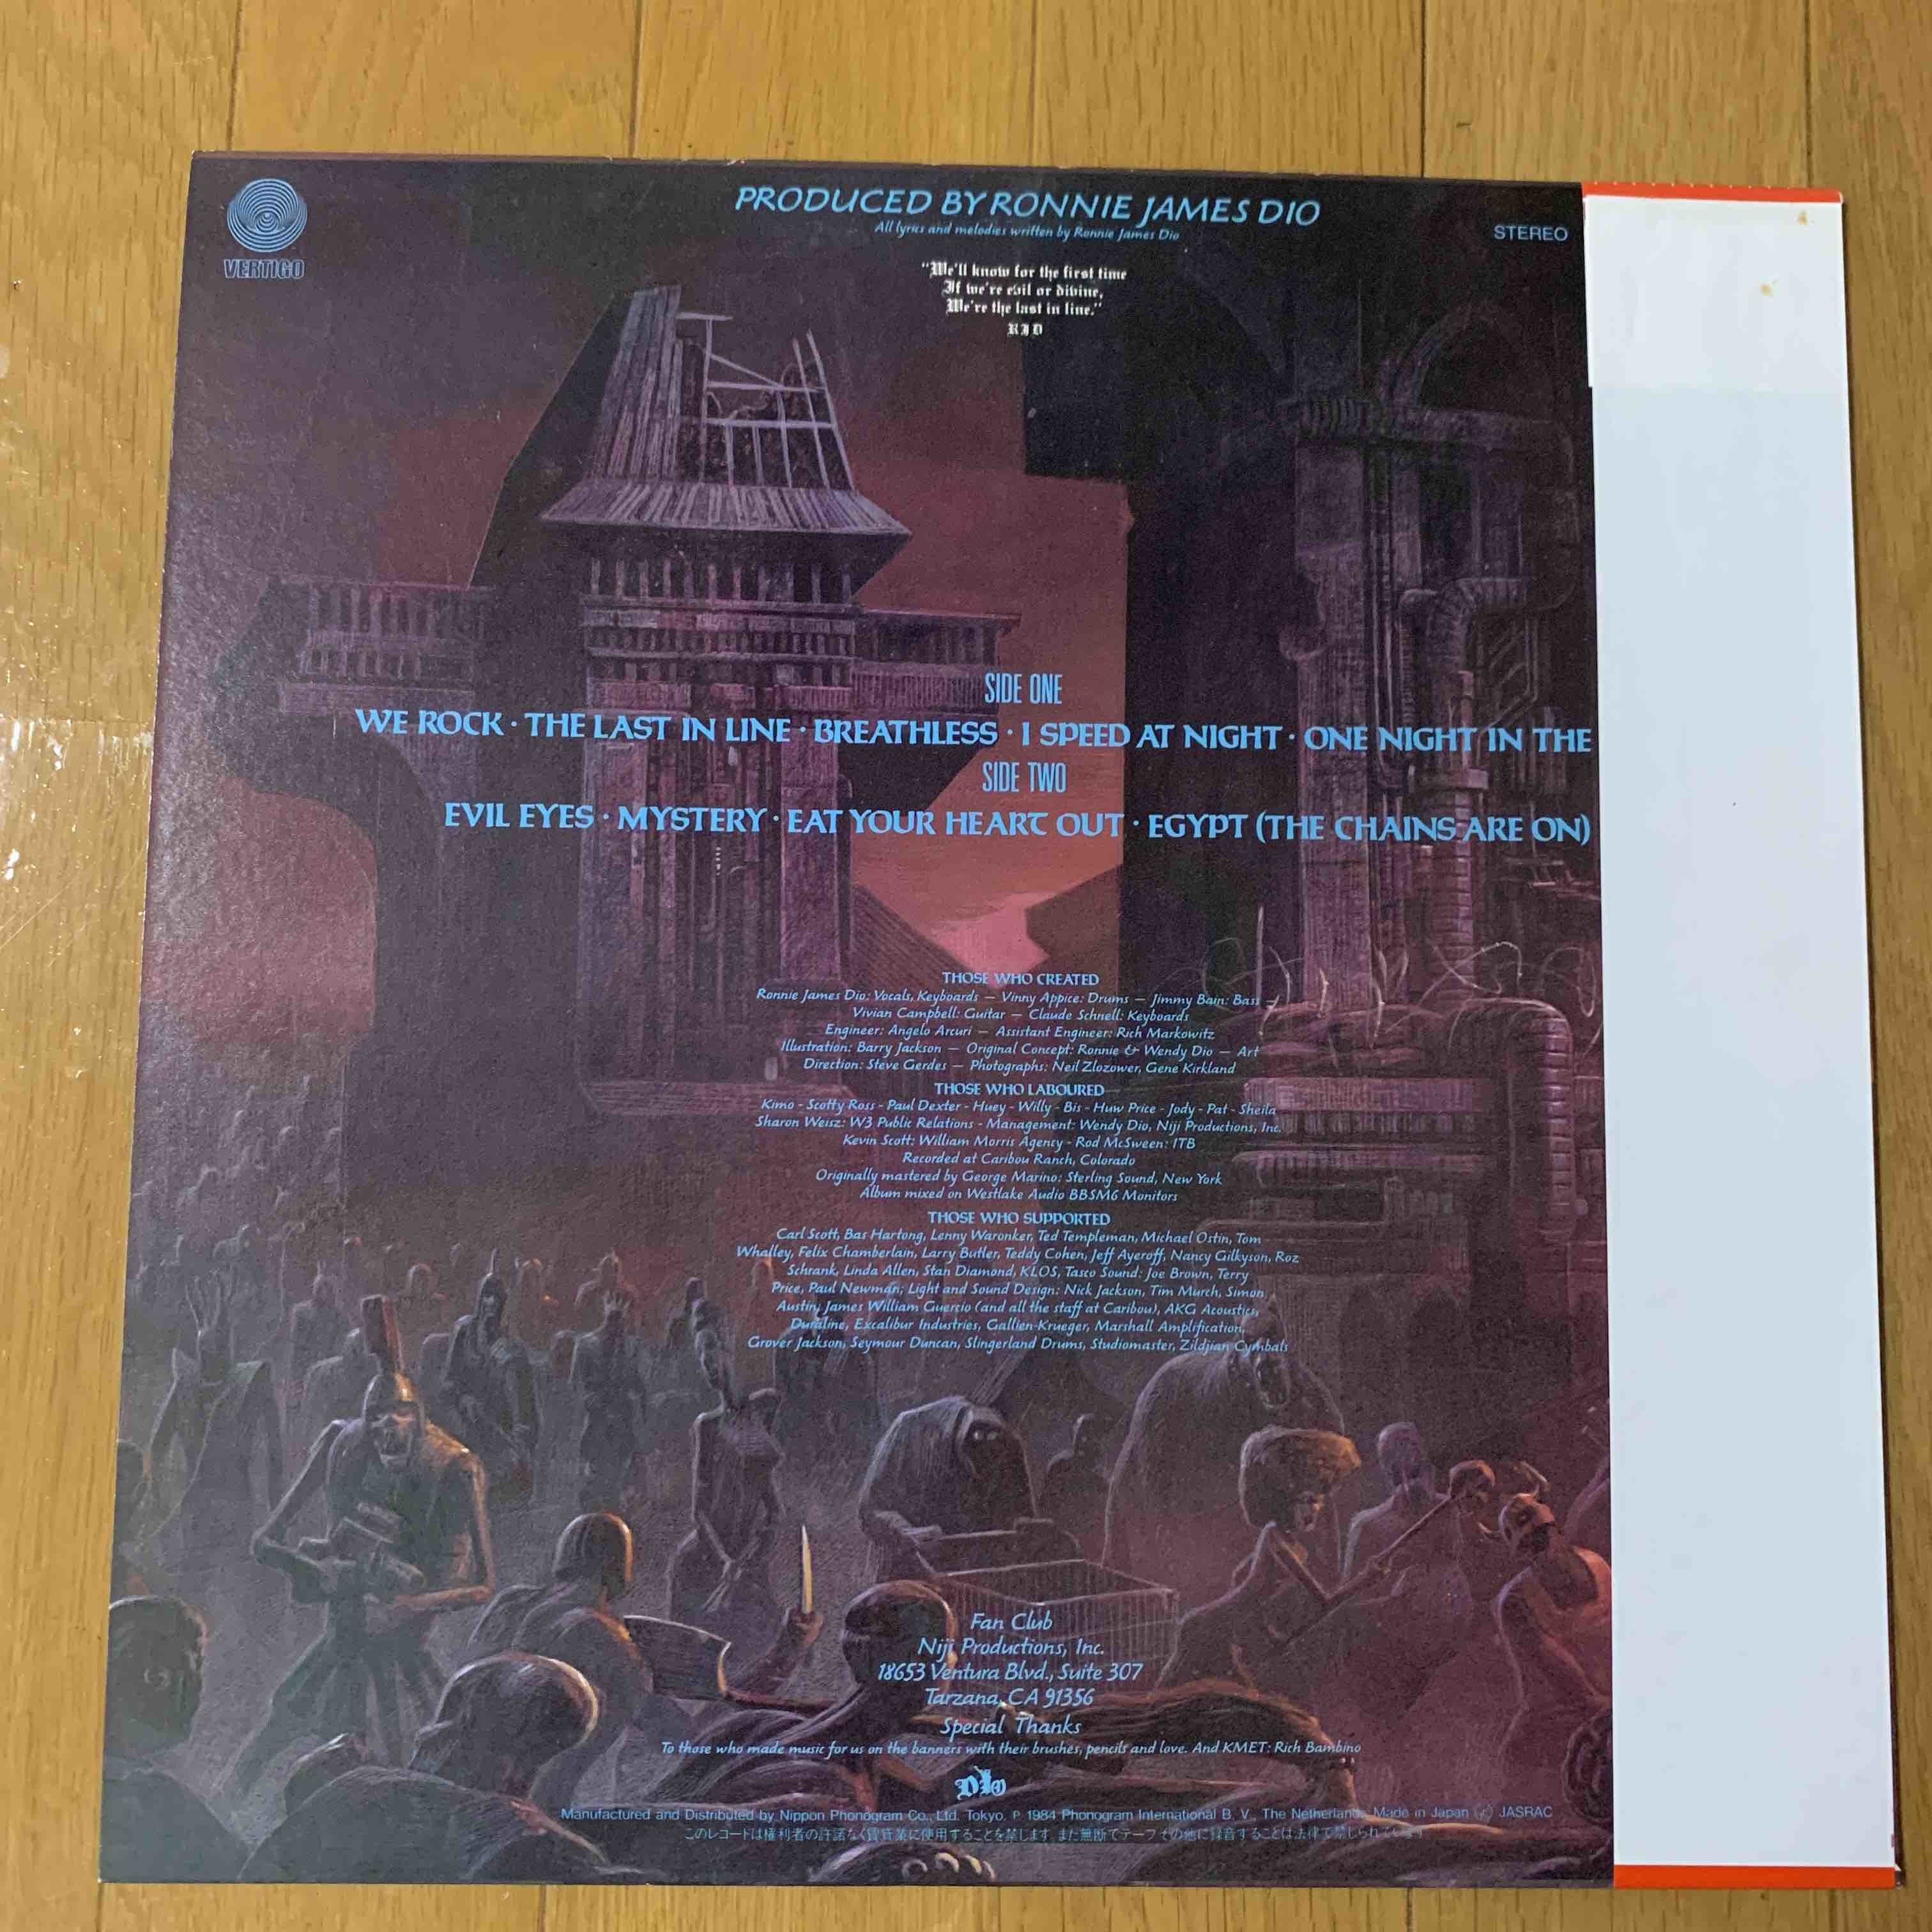 VERTIGO
PRODUCED BY RONNIE JAMES DIO
All lyrics and melodies written by Ronnie James Dio
STEREO
"We'll know for the first time
If we're evil or divine,
We're the last in line."
RJD
SIDE ONE
WE ROCK · THE LAST IN LINE · BREATHLESS · I SPEED AT NIGHT · ONE NIGHT IN THE
SIDE TWO
EVIL EYES · MYSTERY · EAT YOUR HEART OUT · EGYPT (THE CHAINS ARE ON)
THOSE WHO CREATED
Ronnie James Dio: Vocals, Keyboards — Vinny Appice: Drums — Jimmy Bain: Bass —
Vivian Campbell: Guitar — Claude Schnell: Keyboards
Engineer: Angelo Arcuri — Assistant Engineer: Rich Markowitz
Illustration: Barry Jackson — Original Concept: Ronnie & Wendy Dio — Art
Direction: Steve Gerdes — Photographs: Neil Zlozower, Gene Kirkland
THOSE WHO LABOURED
Kimo - Scotty Ross - Paul Dexter - Huey - Willy - Bis - Huw Price - Jody - Pat - Sheila
Sharon Weisz: W3 Public Relations - Management: Wendy Dio, Niji Productions, Inc.
Kevin Scott: William Morris Agency - Rod McSween: ITB
Recorded at Caribou Ranch, Colorado
Originally mastered by George Marino: Sterling Sound, New York
Album mixed on Westlake Audio BBSM6 Monitors
THOSE WHO SUPPORTED
Carl Scott, Bas Hartong, Lenny Waronker, Ted Templeman, Michael Ostin, Tom
Whalley, Felix Chamberlain, Larry Butler, Teddy Cohen, Jeff Ayeroff, Nancy Gilkyson, Roz
Schrank, Linda Allen, Stan Diamond, KLOS, Tasco Sound: Joe Brown, Terry
Price, Paul Newman; Light and Sound Design: Nick Jackson, Tim Murch, Simon
Austin, James William Guercio (and all the staff at Caribou), AKG Acoustics,
Duraline, Excalibur Industries, Gallien-Krueger, Marshall Amplification,
Grover Jackson, Seymour Duncan, Slingerland Drums, Studiomaster, Zildjian Cymbals
Fan Club
Niji Productions, Inc.
18653 Ventura Blvd., Suite 307
Tarzana, CA 91356
Special Thanks
To those who made music for us on the banners with their brushes, pencils and love. And KMET: Rich Bambino
DIO
Manufactured and Distributed by Nippon Phonogram Co., Ltd. Tokyo. P 1984 Phonogram International B. V., The Netherlands Made in Japan JASRAC
このレコードは権利者の許諾なく賃貸業に使用することを禁じます。また無断でテープその他に録音することは法律で禁じられています